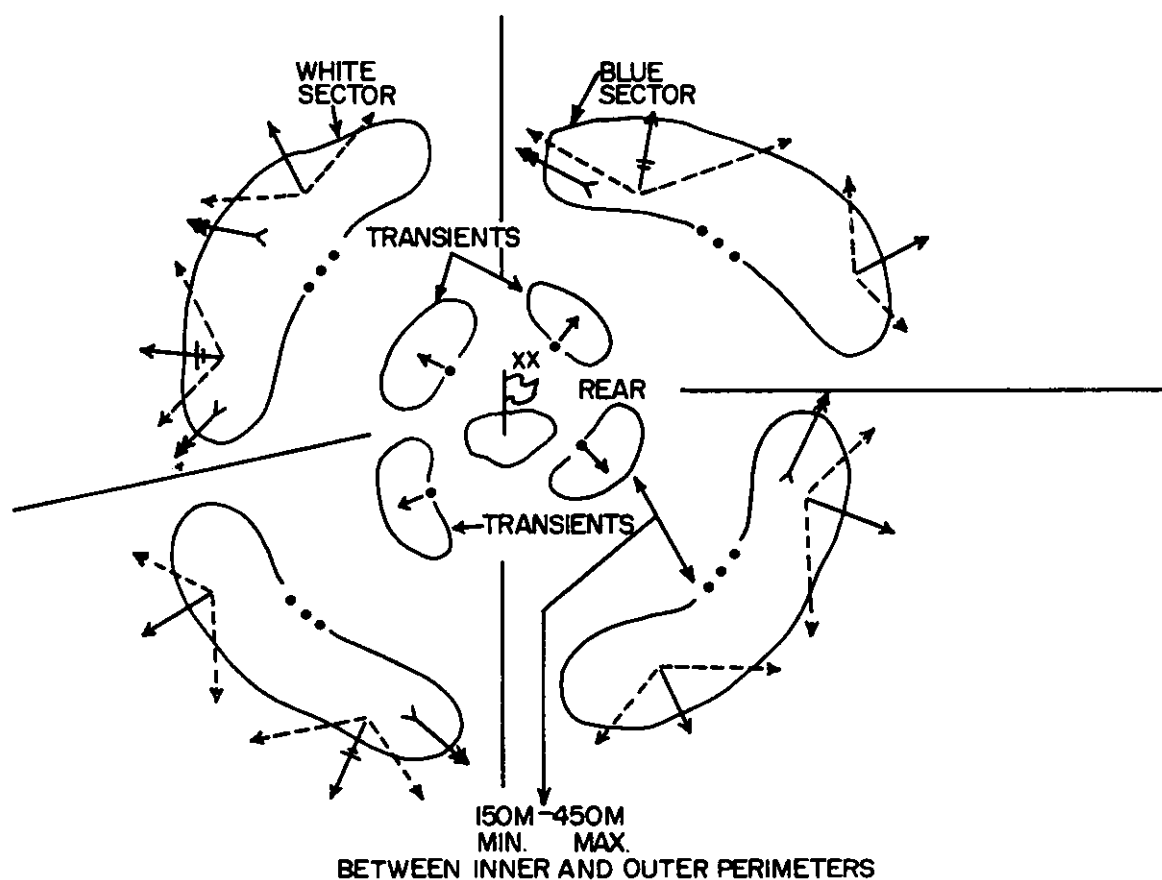 WHITE
SECTOR
BLUE
SECTOR
TRANSIENTS
XX
REAR
TRANSIENTS
150M-450M
MIN. MAX.
BETWEEN INNER AND OUTER PERIMETERS